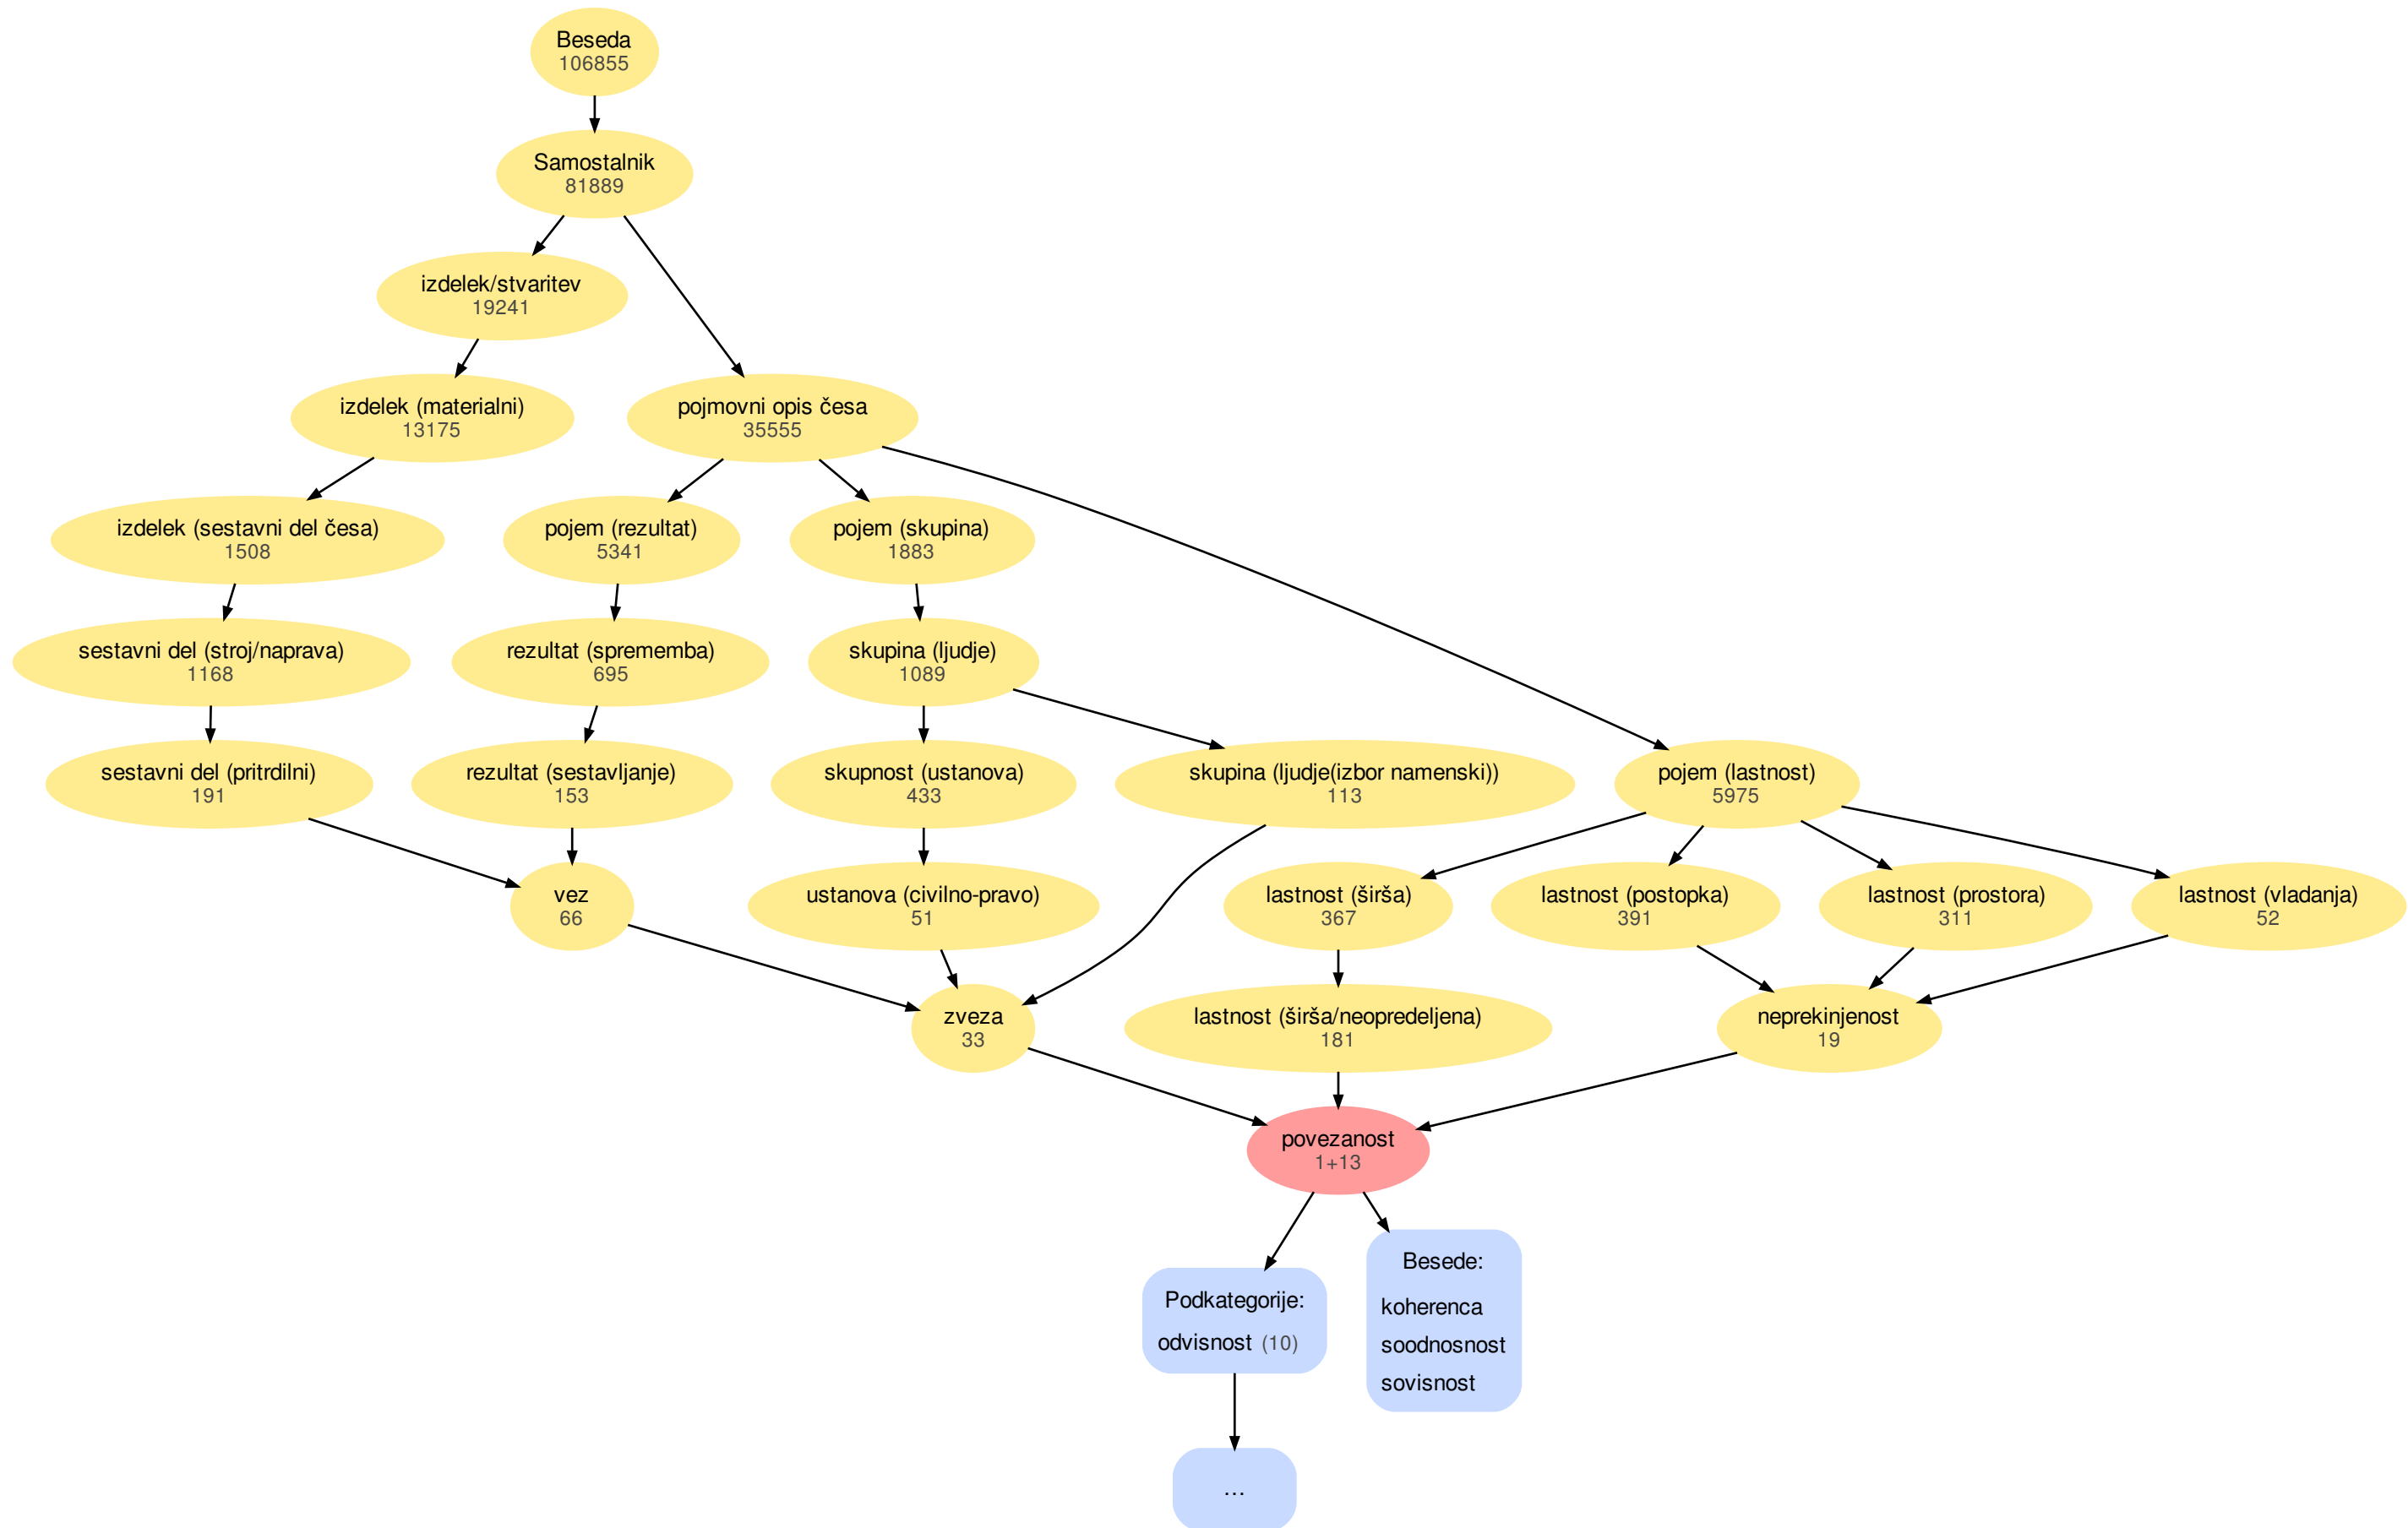 Beseda
106855
Samostalnik
81889
izdelek/stvaritev
19241
izdelek (materialni)
13175
pojmovni opis česa
35555
izdelek (sestavni del česa)
1508
pojem (rezultat)
5341
pojem (skupina)
1883
sestavni del (stroj/naprava)
1168
rezultat (sprememba)
695
skupina (ljudje)
1089
sestavni del (pritrdilni)
191
rezultat (sestavljanje)
153
skupnost (ustanova)
433
skupina (ljudje(izbor namenski))
113
pojem (lastnost)
5975
vez
66
ustanova (civilno-pravo)
51
lastnost (širša)
367
lastnost (postopka)
391
lastnost (prostora)
311
lastnost (vladanja)
52
zveza
33
lastnost (širša/neopredeljena)
181
neprekinjenost
19
povezanost
1+13
Podkategorije:
odvisnost (10)
Besede:
koherenca
soodnosnost
sovisnost
...